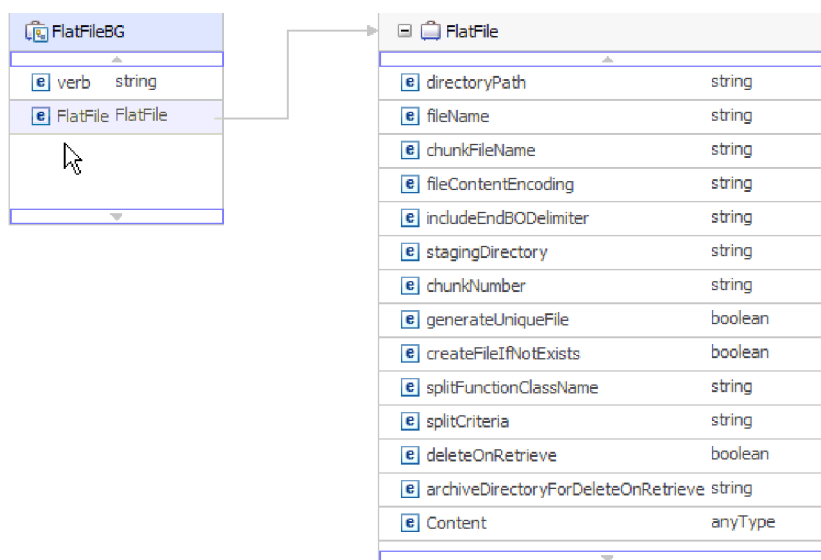 FlatFileBG
verb string
FlatFile FlatFile
FlatFile
directoryPath string
fileName string
chunkFileName string
fileContentEncoding string
includeEndBODelimiter string
stagingDirectory string
chunkNumber string
generateUniqueFile boolean
createFileIfNotExists boolean
splitFunctionClassName string
splitCriteria string
deleteOnRetrieve boolean
archiveDirectoryForDeleteOnRetrieve string
Content anyType